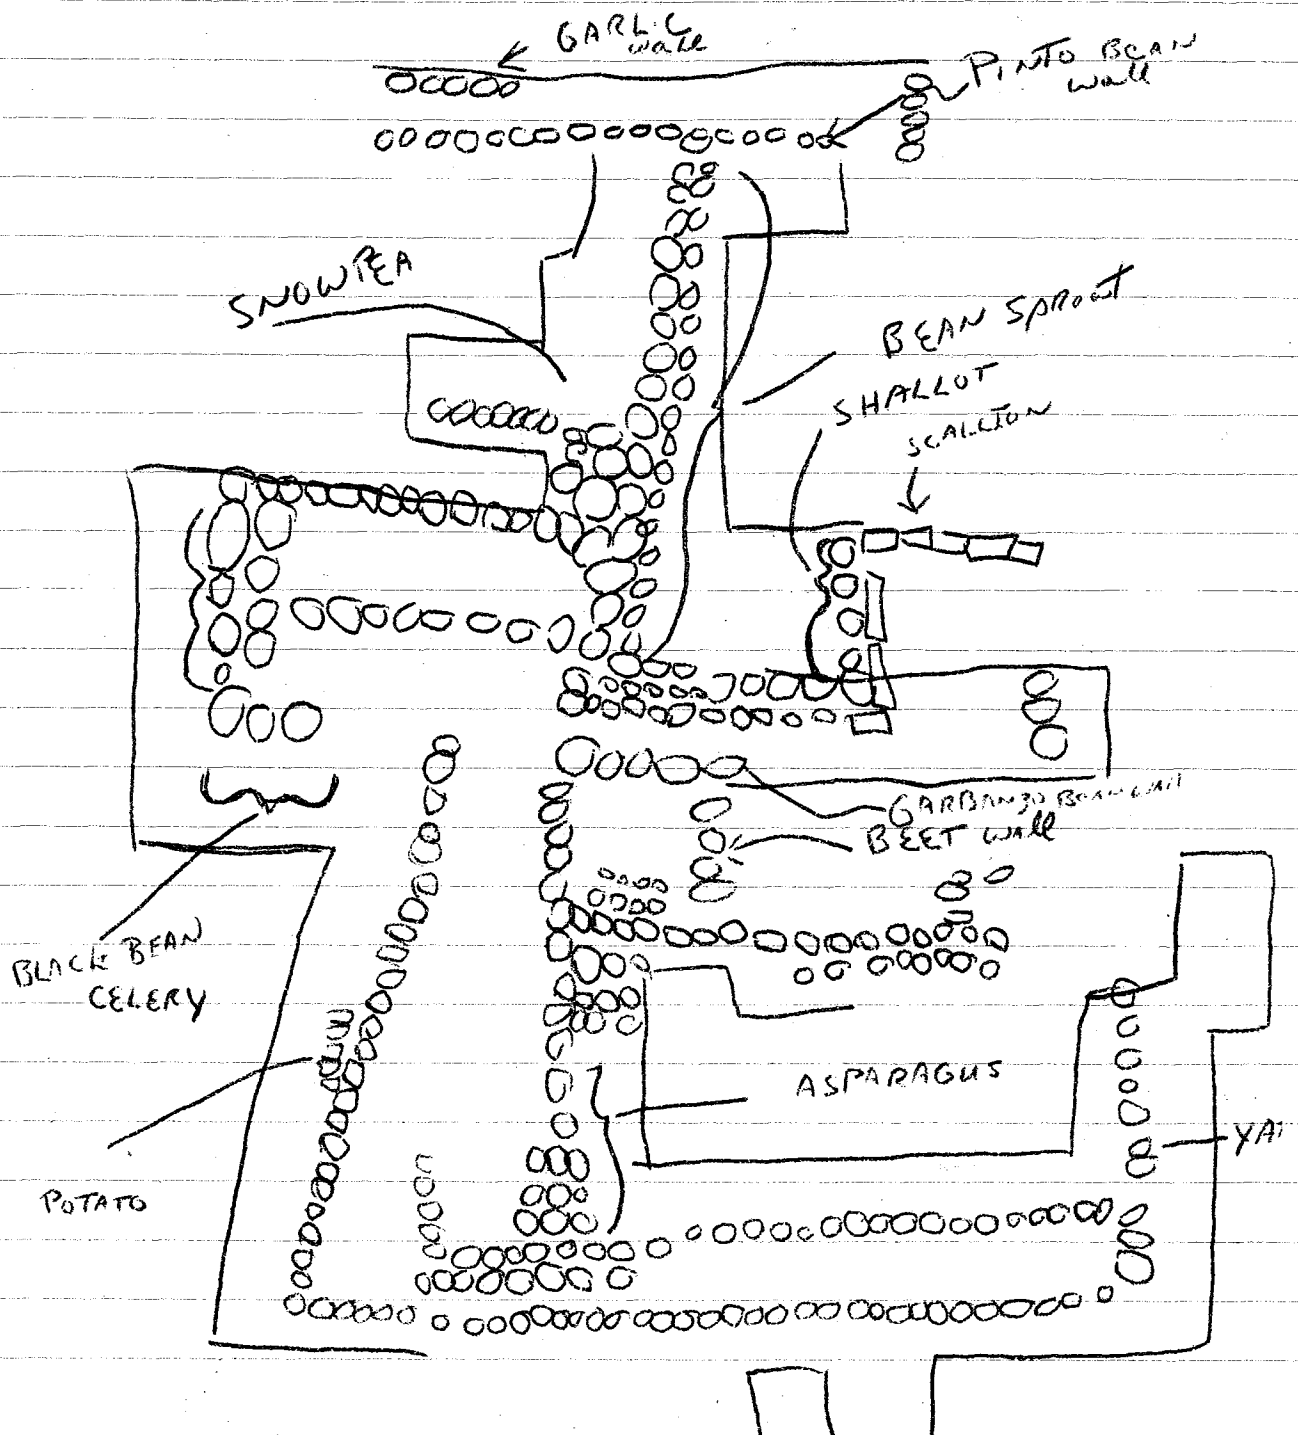 GARLIC
wall
PINTO BEAN
wall
SNOWPEA
BEAN SPROUT
SHALLOT
SCALLION
GARBANZO BEAN wall
BEET wall
BLACK BEAN
CELERY
ASPARAGUS
YA
POTATO